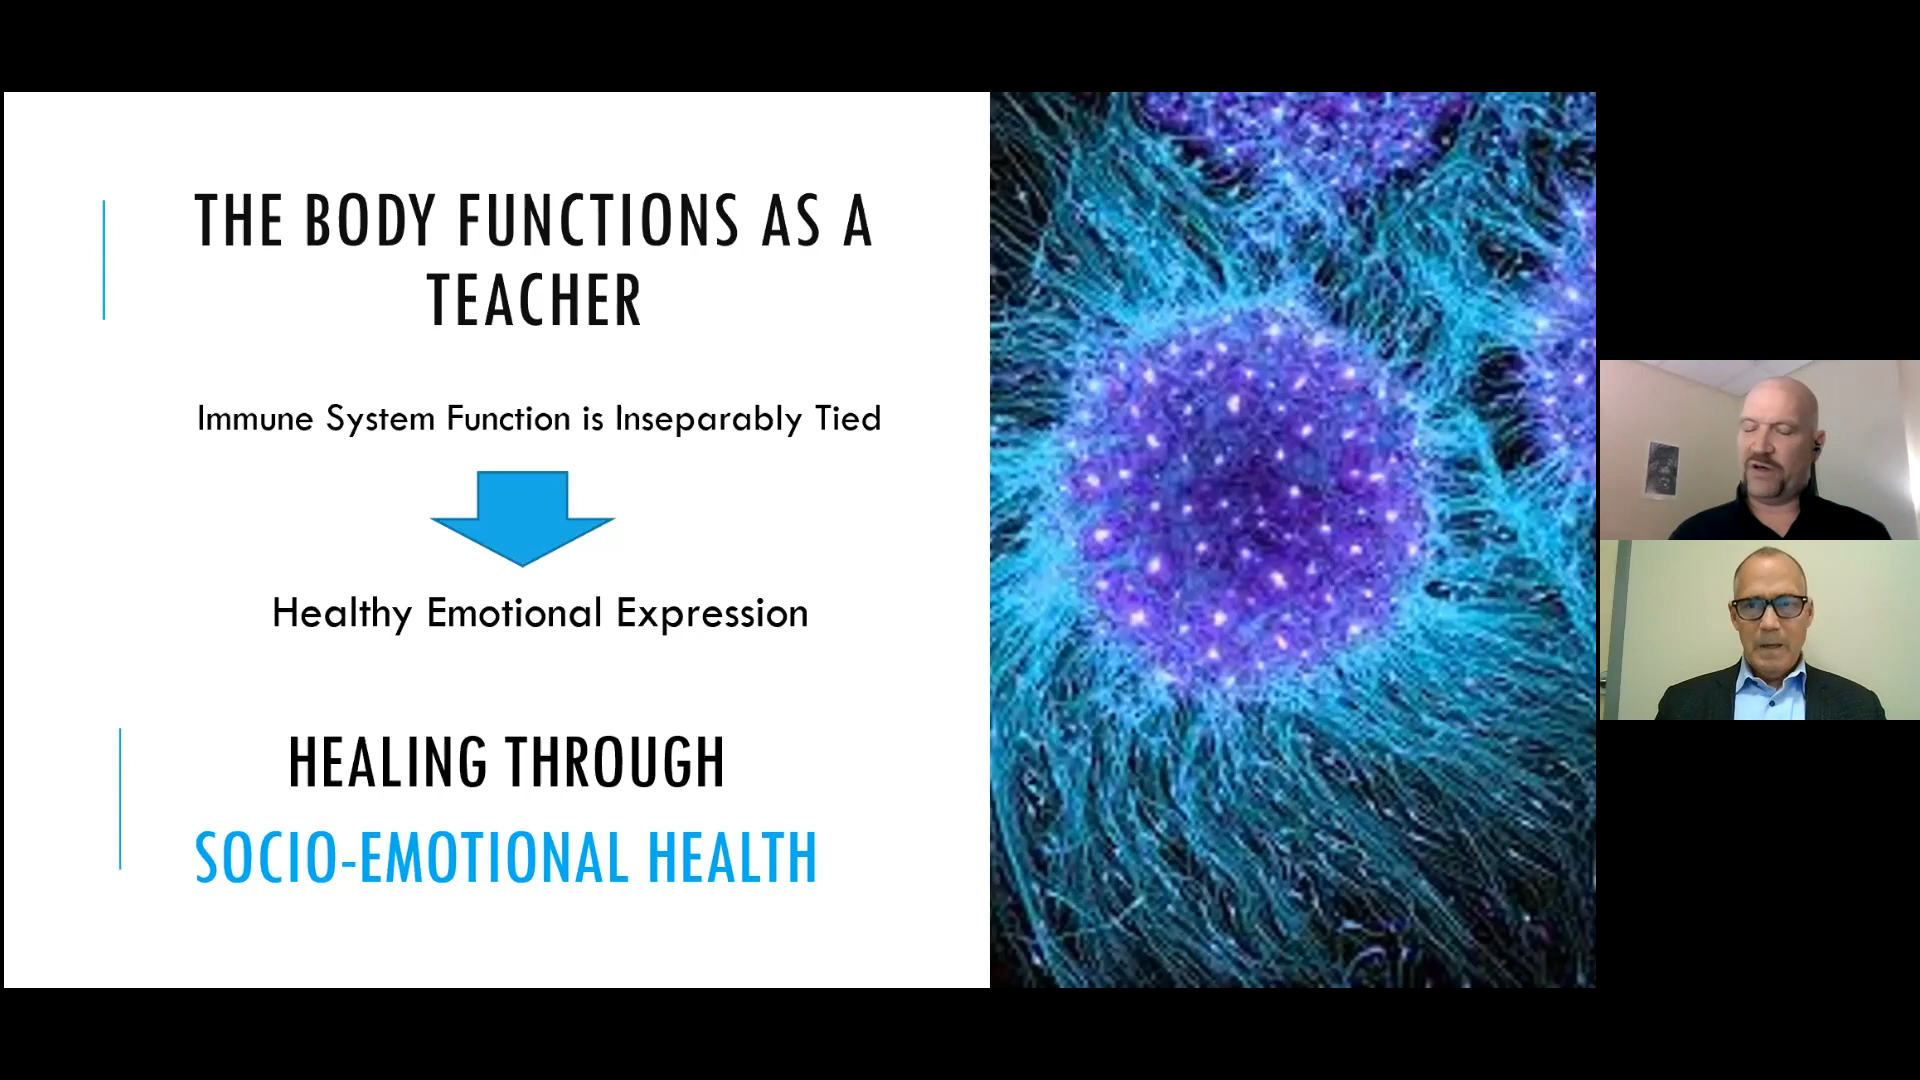 THE BODY FUNCTIONS AS A
TEACHER
Immune System Function is Inseparably Tied
Healthy Emotional Expression
HEALING THROUGH
SOCIO-EMOTIONAL HEALTH